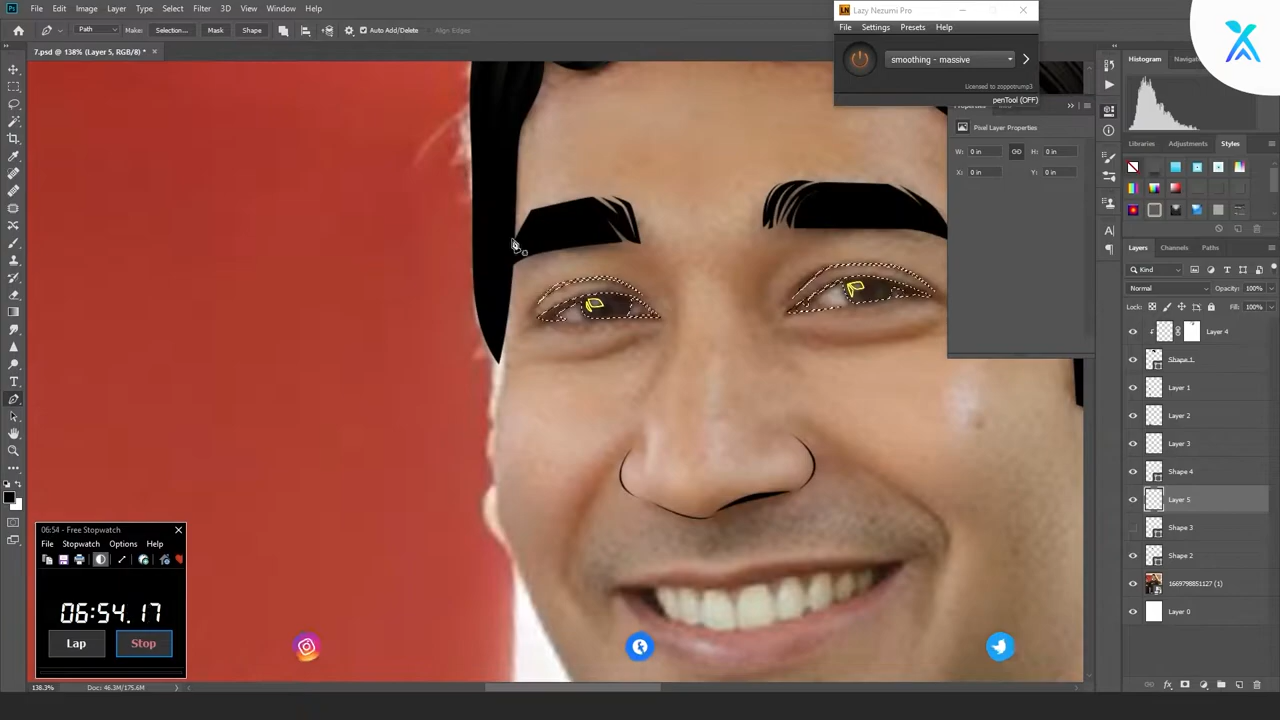 Ps File Edit Image Layer Type Select Filter 3D View Window Help
LN Lazy Nezumi Pro
File Settings Presets Help
smoothing - massive
Licensed to zoppotrump3
penTool (OFF)
Path Selection... Mask Shape Auto Add/Delete Align Edges
7.psd @ 138% (Layer 5, RGB/8) *
Histogram Naviga
Properties
Pixel Layer Properties
W: 0 in H: 0 in
X: 0 in Y: 0 in
Libraries Adjustments Styles
Layers Channels Paths
Kind
Normal Opacity: 100%
Lock: Fill: 100%
Layer 4
Shape 1
Layer 1
Layer 2
Layer 3
Shape 4
Layer 5
Shape 3
Shape 2
1669798851127 (1)
Layer 0
06:54 - Free Stopwatch
File Stopwatch Options Help
06:54.17
Lap Stop
138.3% Doc: 46.3M/175.6M